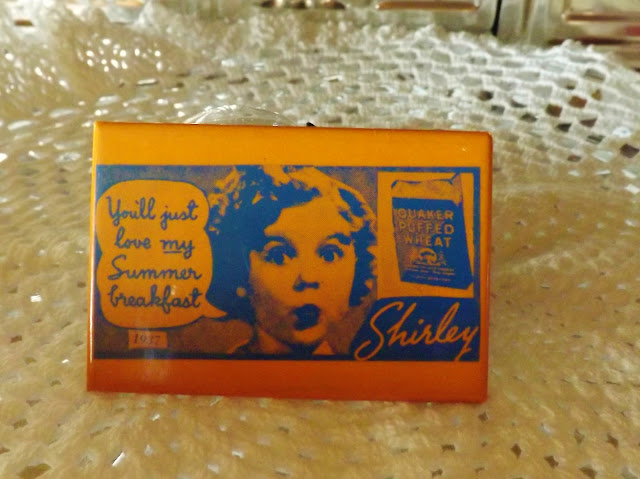 You'll just
love my
Summer
breakfast
1937
QUAKER
PUFFED
WHEAT
Shirley